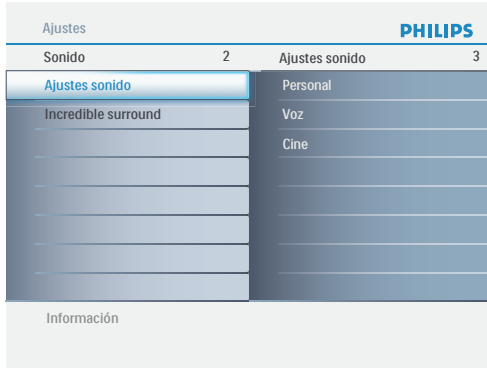 Ajustes
PHILIPS
Sonido 2
Ajustes sonido 3
Ajustes sonido
Incredible surround
Personal
Voz
Cine
Información